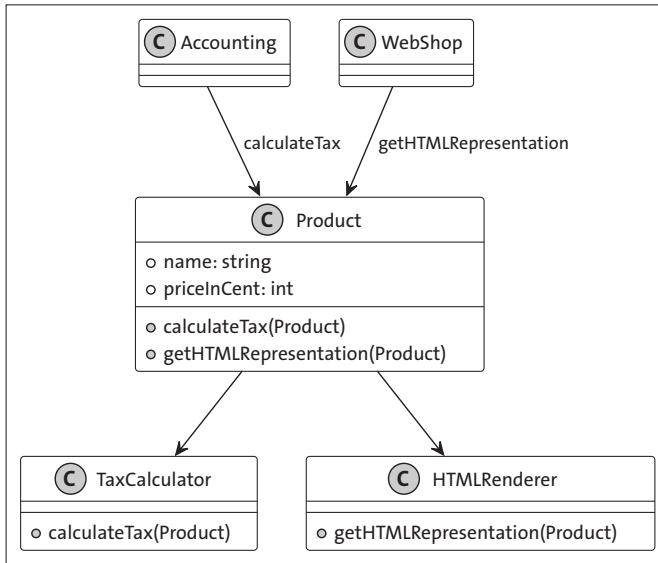 C Accounting
C WebShop
calculateTax
getHTMLRepresentation
C Product
name: string
priceInCent: int
calculateTax(Product)
getHTMLRepresentation(Product)
C TaxCalculator
calculateTax(Product)
C HTMLRenderer
getHTMLRepresentation(Product)